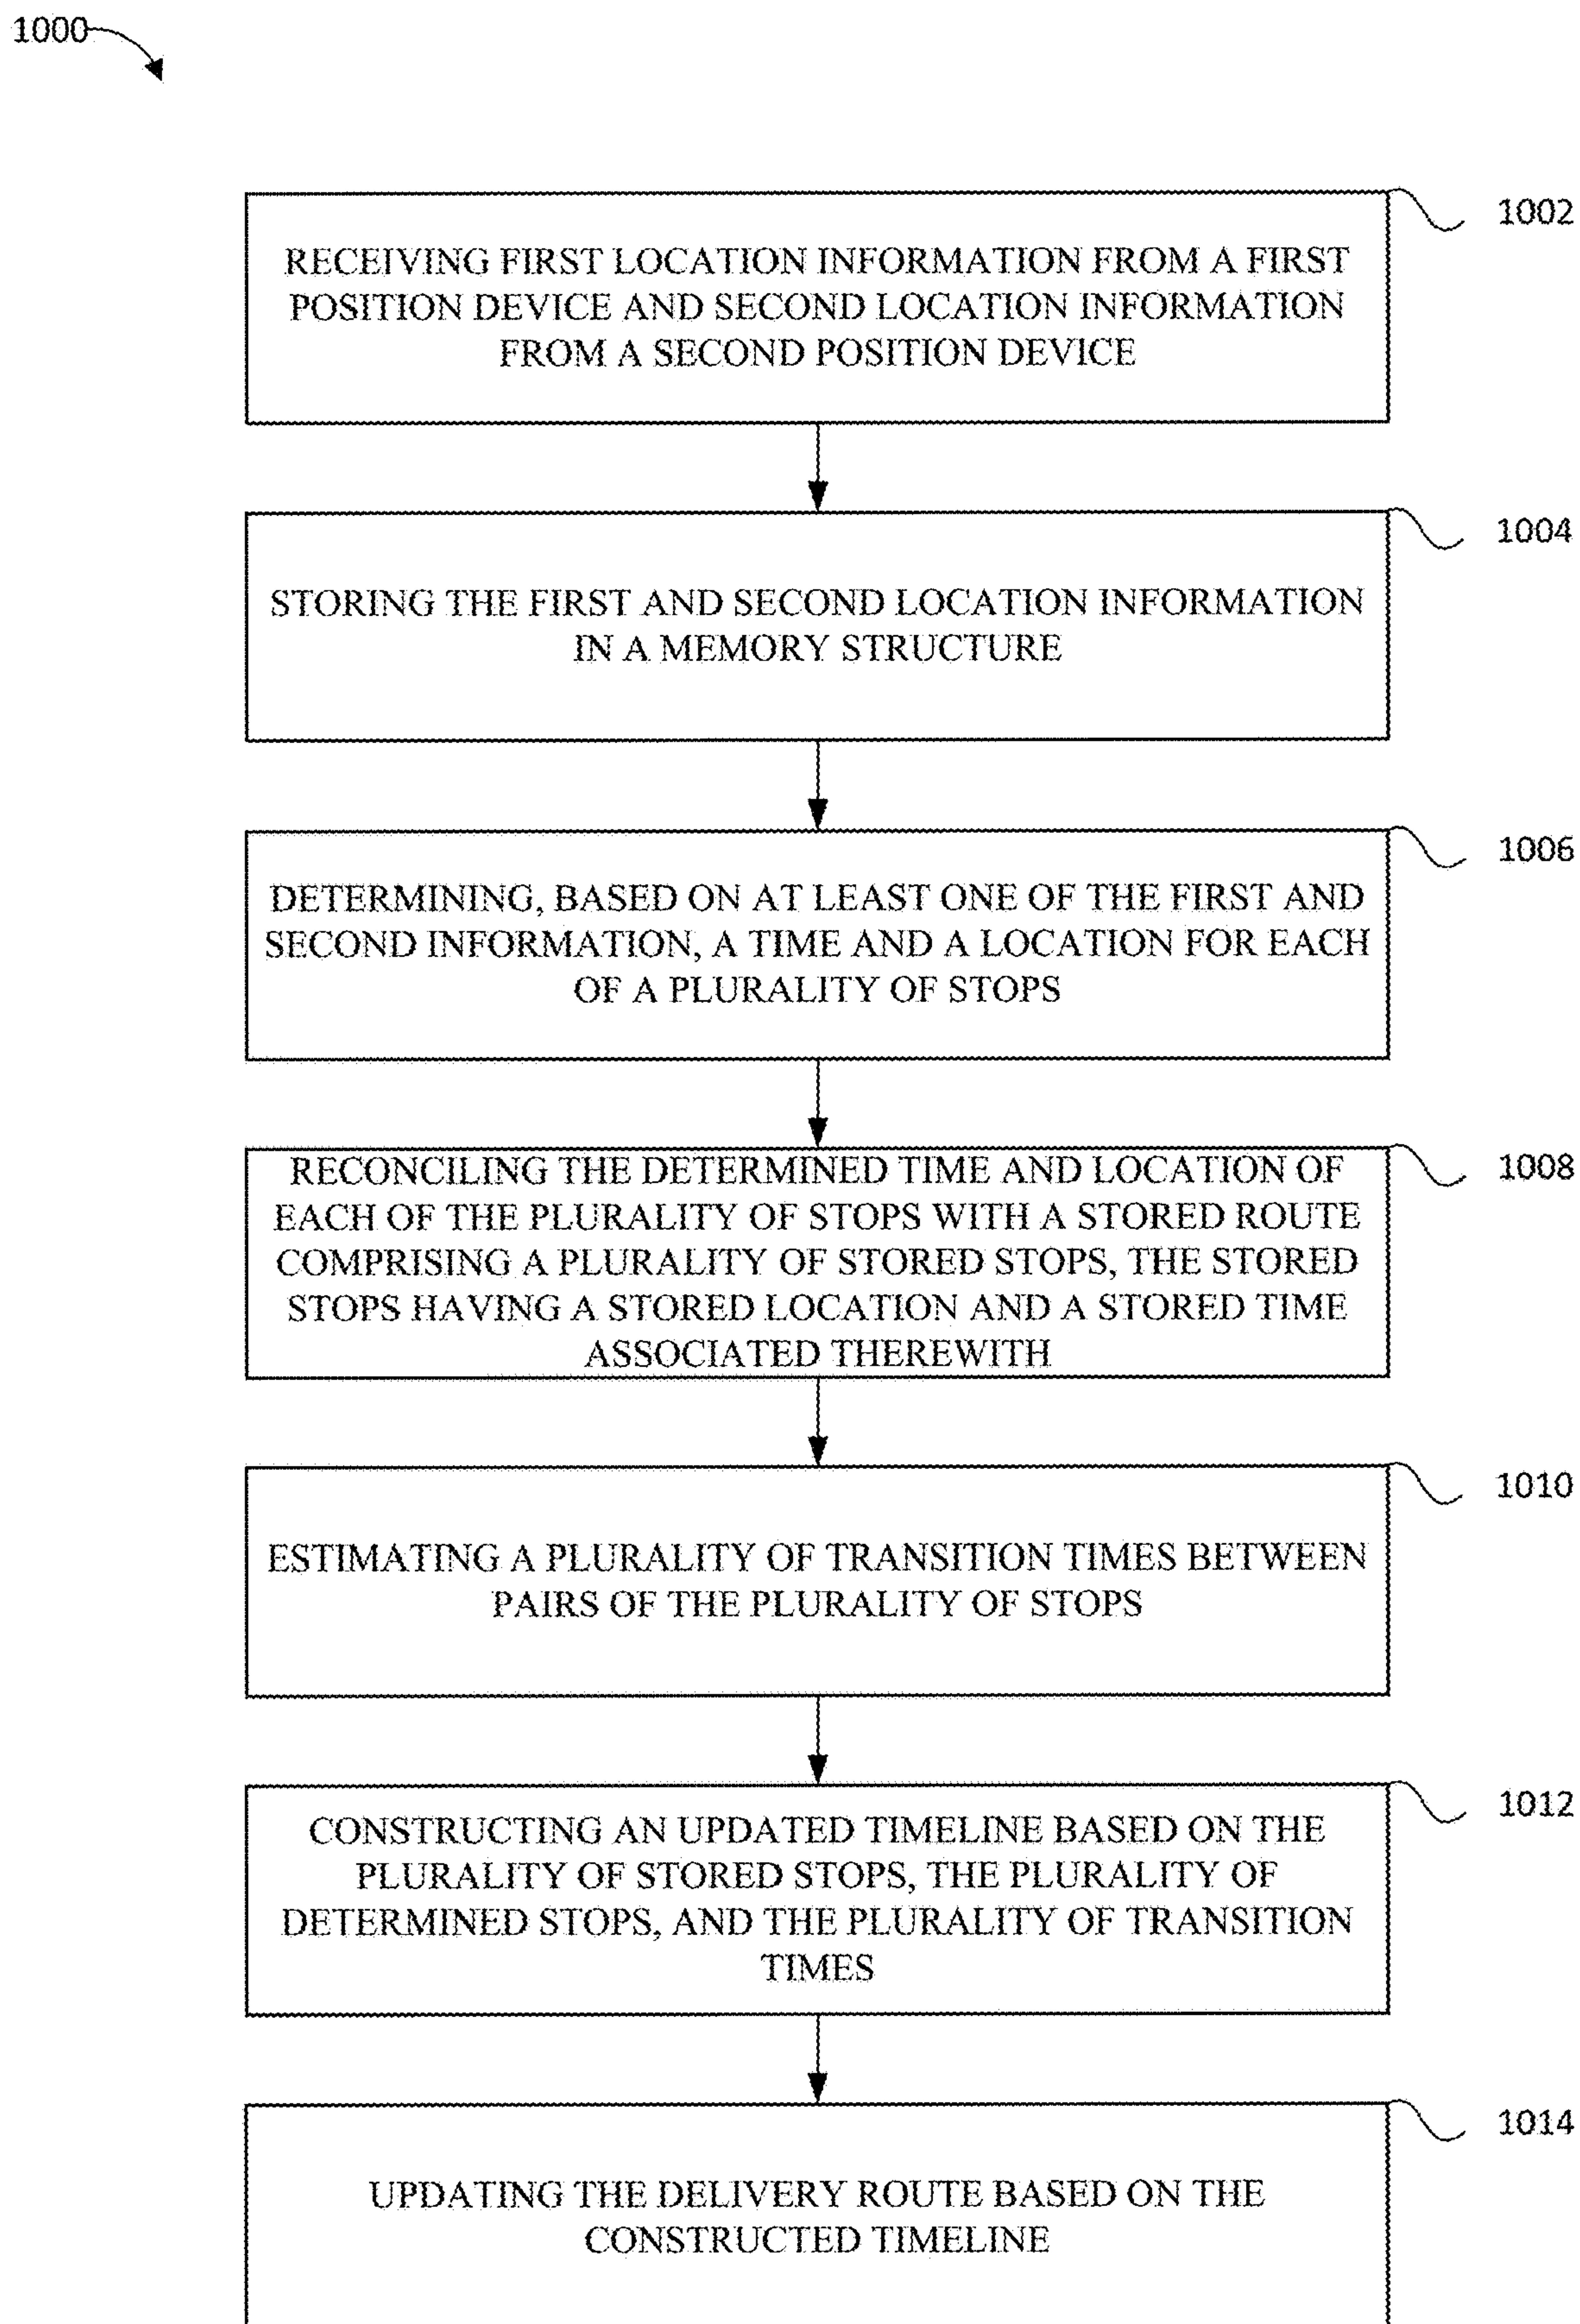 1000
1002
RECEIVING FIRST LOCATION INFORMATION FROM A FIRST
POSITION DEVICE AND SECOND LOCATION INFORMATION
FROM A SECOND POSITION DEVICE
1004
STORING THE FIRST AND SECOND LOCATION INFORMATION
IN A MEMORY STRUCTURE
1006
DETERMINING, BASED ON AT LEAST ONE OF THE FIRST AND
SECOND INFORMATION, A TIME AND A LOCATION FOR EACH
OF A PLURALITY OF STOPS
1008
RECONCILING THE DETERMINED TIME AND LOCATION OF
EACH OF THE PLURALITY OF STOPS WITH A STORED ROUTE
COMPRISING A PLURALITY OF STORED STOPS, THE STORED
STOPS HAVING A STORED LOCATION AND A STORED TIME
ASSOCIATED THEREWITH
1010
ESTIMATING A PLURALITY OF TRANSITION TIMES BETWEEN
PAIRS OF THE PLURALITY OF STOPS
1012
CONSTRUCTING AN UPDATED TIMELINE BASED ON THE
PLURALITY OF STORED STOPS, THE PLURALITY OF
DETERMINED STOPS, AND THE PLURALITY OF TRANSITION
TIMES
1014
UPDATING THE DELIVERY ROUTE BASED ON THE
CONSTRUCTED TIMELINE